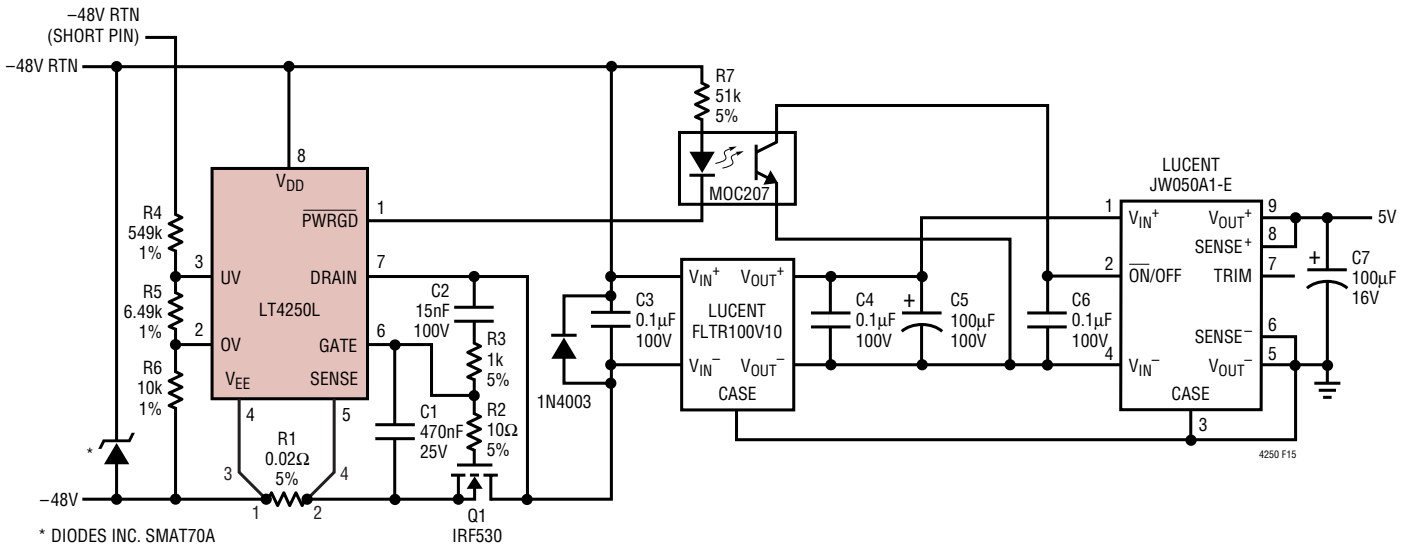 –48V RTN
(SHORT PIN)
–48V RTN
R7
51k
5%
MOC207
LUCENT
JW050A1-E
8
VDD
PWRGD
1
R4
549k
1%
3
UV
DRAIN
7
R5
6.49k
1%
LT4250L
2
OV
GATE
6
R6
10k
1%
VEE
SENSE
4
5
C2
15nF
100V
R3
1k
5%
R2
10Ω
5%
C1
470nF
25V
R1
0.02Ω
5%
3
4
1
2
*
–48V
Q1
IRF530
* DIODES INC. SMAT70A
1N4003
C3
0.1µF
100V
VIN+
VOUT+
LUCENT
FLTR100V10
VIN–
VOUT–
CASE
C4
0.1µF
100V
+
C5
100µF
100V
C6
0.1µF
100V
1
VIN+
VOUT+
9
5V
SENSE+
8
2
ON/OFF
TRIM
7
+
C7
100µF
16V
SENSE–
6
4
VIN–
VOUT–
5
CASE
3
4250 F15